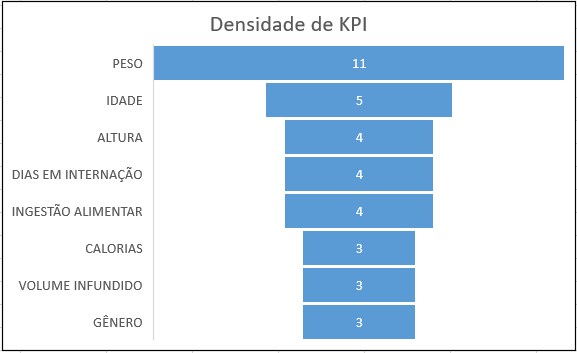 Densidade de KPI
PESO 11
IDADE 5
ALTURA 4
DIAS EM INTERNAÇÃO 4
INGESTÃO ALIMENTAR 4
CALORIAS 3
VOLUME INFUNDIDO 3
GÊNERO 3